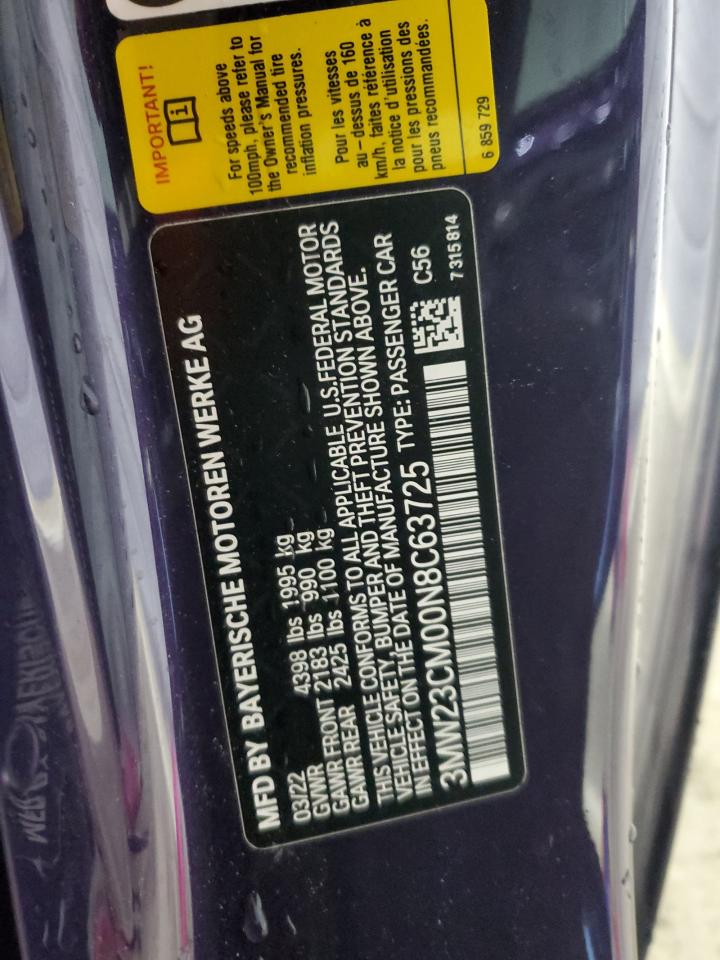 MFD BY BAYERISCHE MOTOREN WERKE AG
03/22
GVWR 4398 lbs 1995 kg
GAWR FRONT 2183 lbs 990 kg
GAWR REAR 2425 lbs 1100 kg
THIS VEHICLE CONFORMS TO ALL APPLICABLE U.S. FEDERAL MOTOR
VEHICLE SAFETY, BUMPER AND THEFT PREVENTION STANDARDS
IN EFFECT ON THE DATE OF MANUFACTURE SHOWN ABOVE.
3MW23CM00N8C63725 TYPE: PASSENGER CAR
C56
7315814
IMPORTANT!
For speeds above
100mph, please refer to
the Owner's Manual for
recommended tire
inflation pressures.
Pour les vitesses
au-dessus de 160
km/h, faites référence à
la notice d'utilisation
pour les pressions des
pneus recommandées.
6 859 729